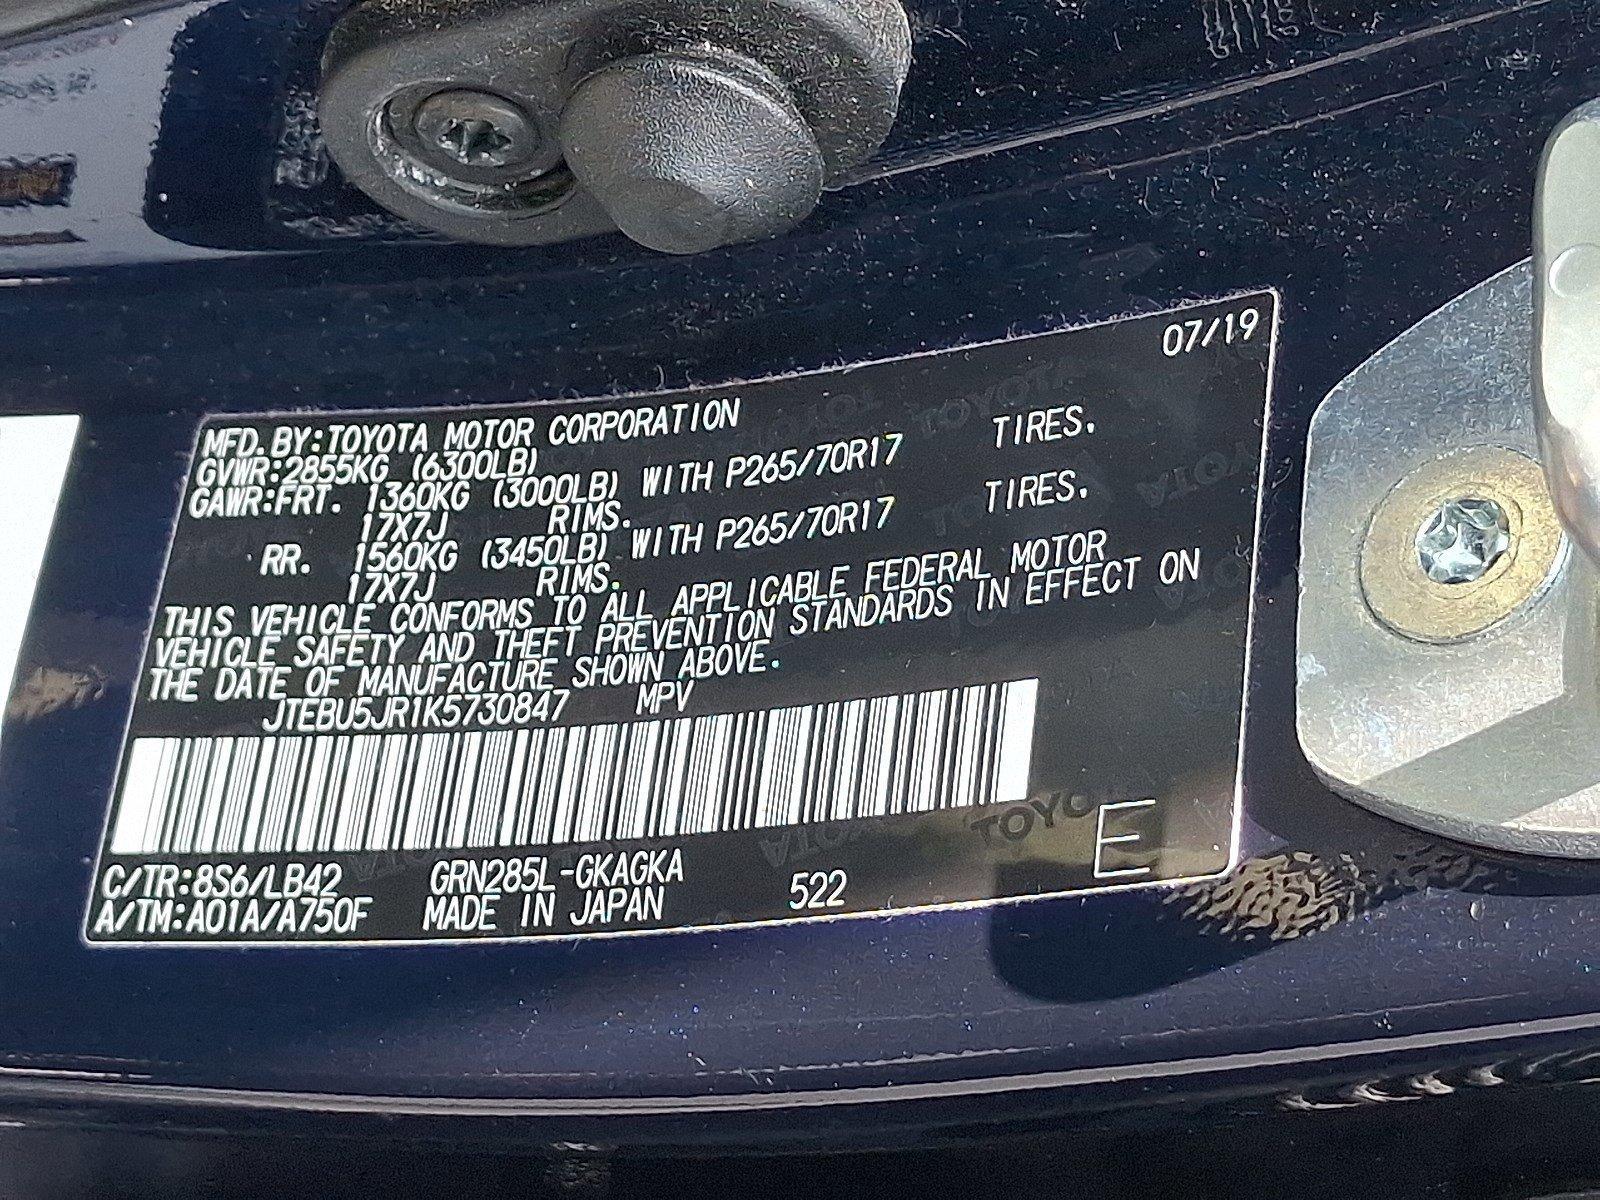 07/19
MFD. BY:TOYOTA MOTOR CORPORATION
GVWR:2855KG (6300LB)
GAWR:FRT. 1360KG (3000LB) WITH P265/70R17 TIRES.
17X7J RIMS.
RR. 1560KG (3450LB) WITH P265/70R17 TIRES.
17X7J RIMS.
THIS VEHICLE CONFORMS TO ALL APPLICABLE FEDERAL MOTOR
VEHICLE SAFETY AND THEFT PREVENTION STANDARDS IN EFFECT ON
THE DATE OF MANUFACTURE SHOWN ABOVE.
JTEBU5JR1K5730847 MPV
TOYOTA
E
C/TR:8S6/LB42 GRN285L-GKAGKA
A/TM:A01A/A750F MADE IN JAPAN 522